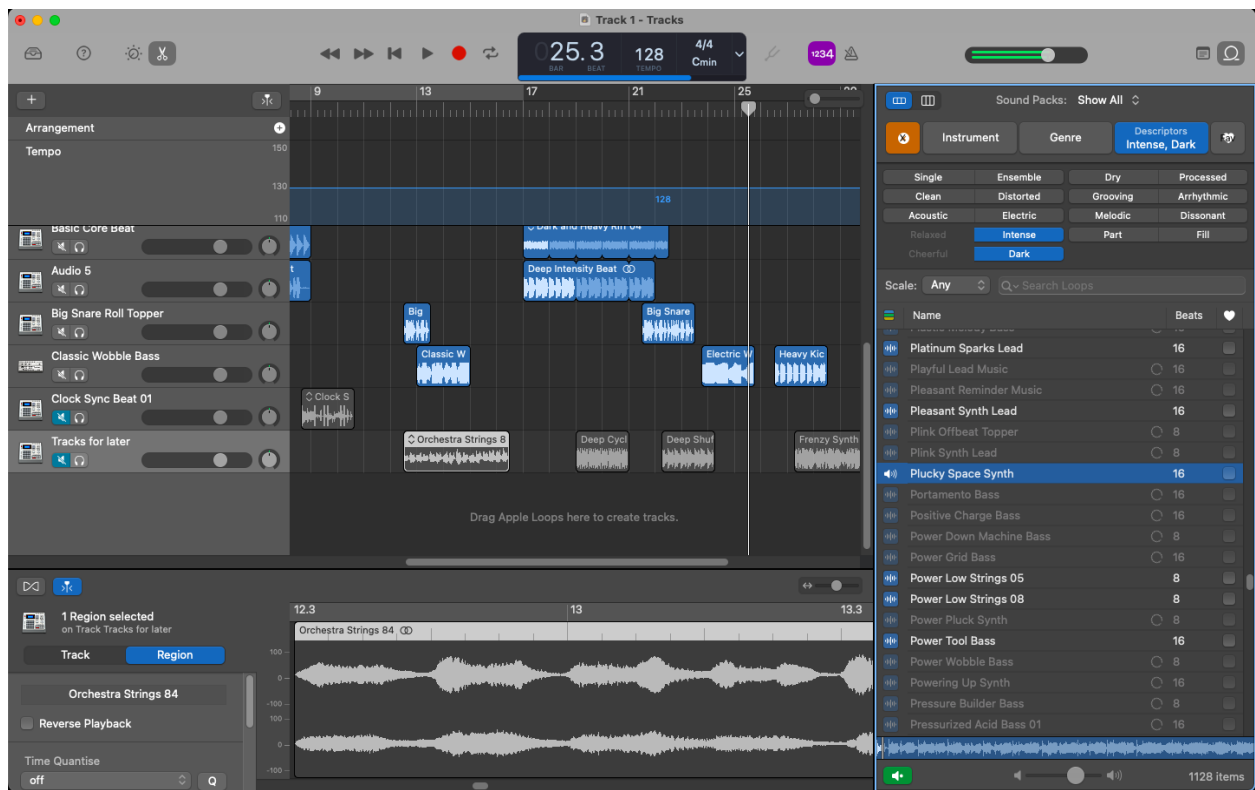 Track 1 - Tracks
025.3 128 4/4
Cmin
BAR BEAT TEMPO
1234
9 13 17 21 25
Arrangement
Tempo
150
130
110
128
Basic Core Beat
Dark and Heavy Riff 04
Audio 5
Deep Intensity Beat
Big Snare Roll Topper
Big
Big Snare
Classic Wobble Bass
Classic W
Electric W
Heavy Kic
Clock Sync Beat 01
Clock S
Tracks for later
Orchestra Strings 8
Deep Cycl
Deep Shuf
Frenzy Synth
Drag Apple Loops here to create tracks.
1 Region selected
on Track Tracks for later
Track Region
Orchestra Strings 84
Reverse Playback
Time Quantise
off Q
12.3 13 13.3
Orchestra Strings 84
100
0
-100
100
0
-100
Sound Packs: Show All
Instrument Genre Descriptors
Intense, Dark
Single Ensemble Dry Processed
Clean Distorted Grooving Arrhythmic
Acoustic Electric Melodic Dissonant
Relaxed Intense Part Fill
Cheerful Dark
Scale: Any Search Loops
Name Beats
Platinum Sparks Lead 16
Playful Lead Music 16
Pleasant Reminder Music 16
Pleasant Synth Lead 16
Plink Offbeat Topper 8
Plink Synth Lead 8
Plucky Space Synth 16
Portamento Bass 16
Positive Charge Bass 16
Power Down Machine Bass 8
Power Grid Bass 16
Power Low Strings 05 8
Power Low Strings 08 8
Power Pluck Synth 8
Power Tool Bass 16
Power Wobble Bass 8
Powering Up Synth 16
Pressure Builder Bass 8
Pressurized Acid Bass 01 16
1128 items